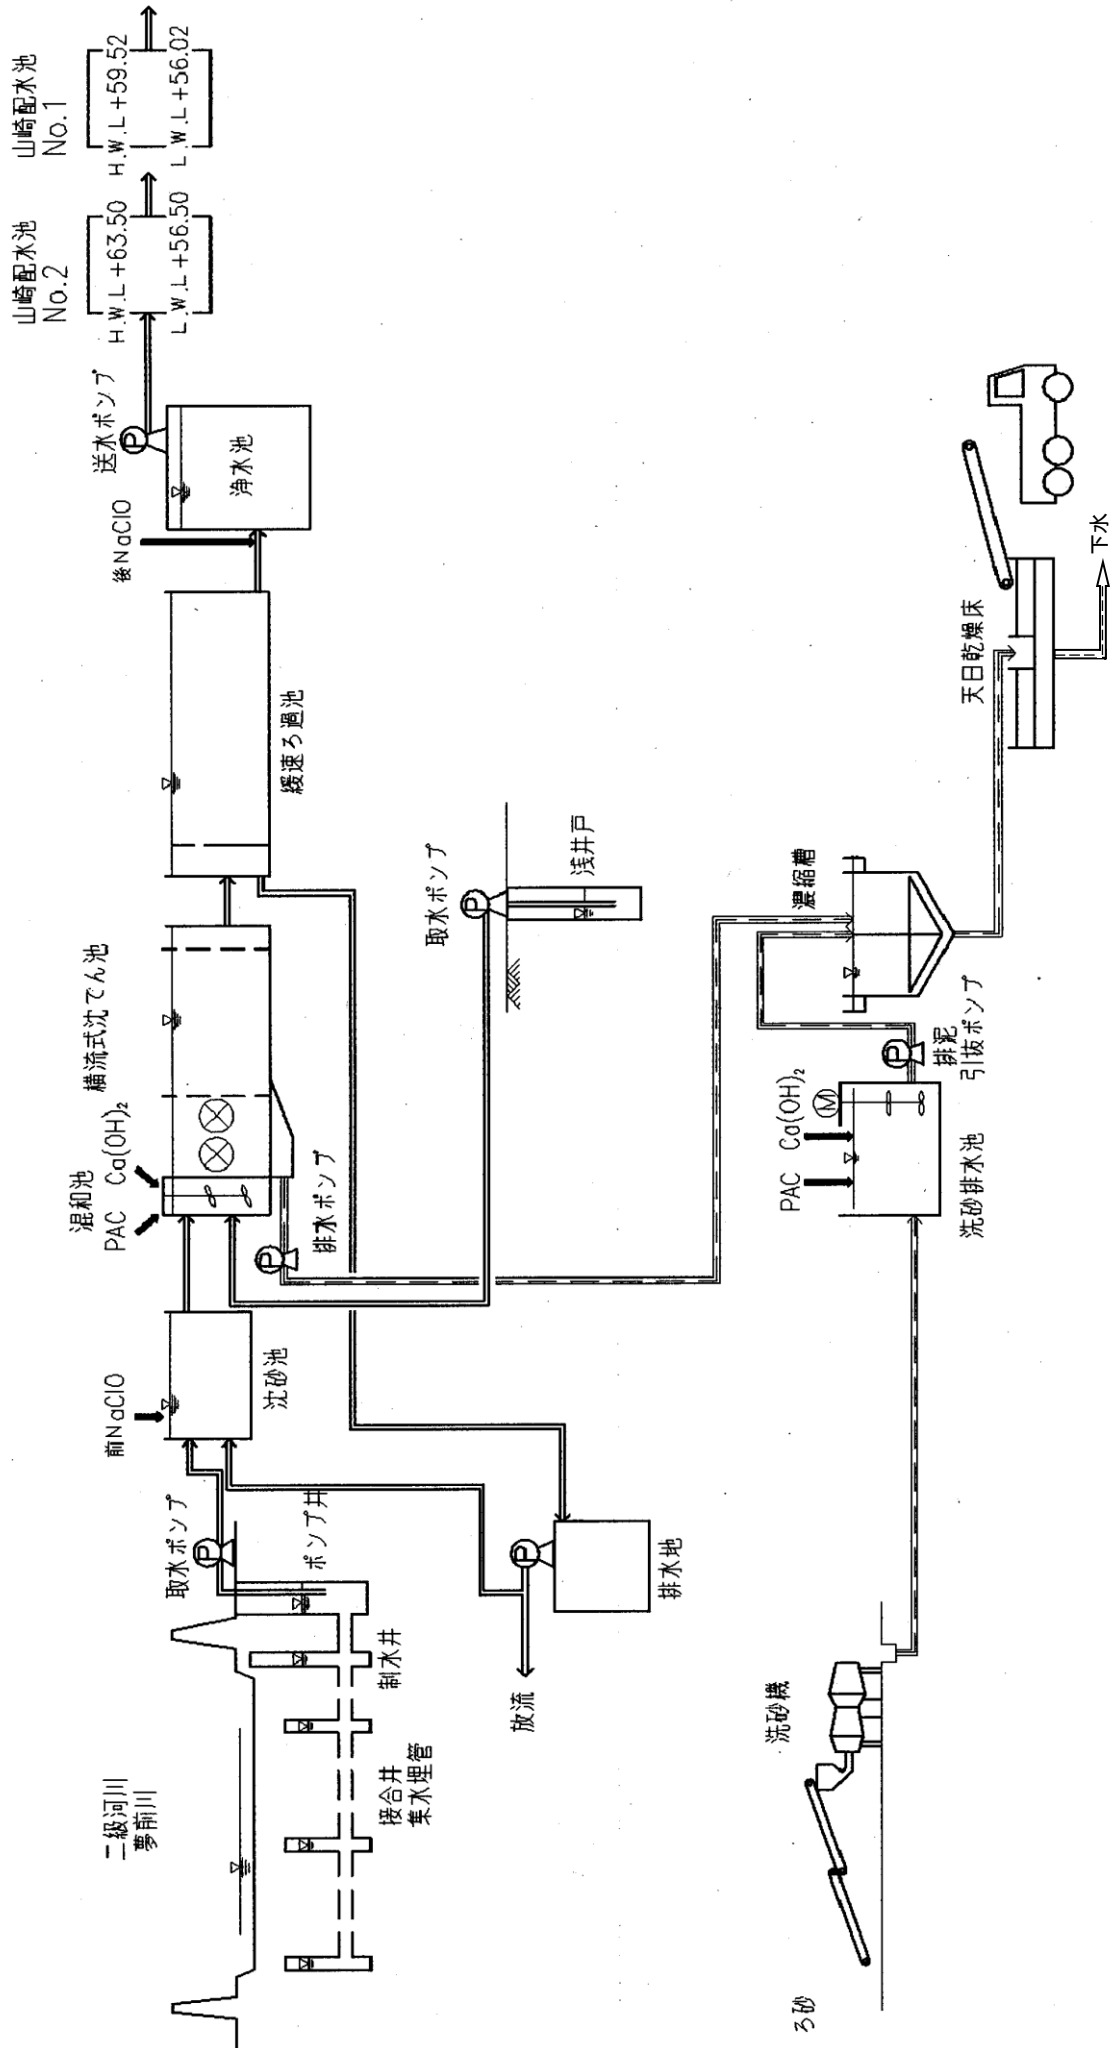 二級河川
夢前川
取水ポンプ
ポンプ井
制水井
接合井
集水埋管
前NaClO
沈砂池
混和池
PAC
Ca(OH)₂
横流式沈でん池
排水ポンプ
緩速ろ過池
後NaClO
送水ポンプ
浄水池
山崎配水池
No.2
H.W.L+63.50
L.W.L+56.50
山崎配水池
No.1
H.W.L+59.52
L.W.L+56.02
取水ポンプ
浅井戸
放流
排水地
ろ砂
洗砂機
PAC
Ca(OH)₂
洗砂排水池
排泥
引抜ポンプ
濃縮槽
天日乾燥床
下水
P
P
P
P
P
P
M